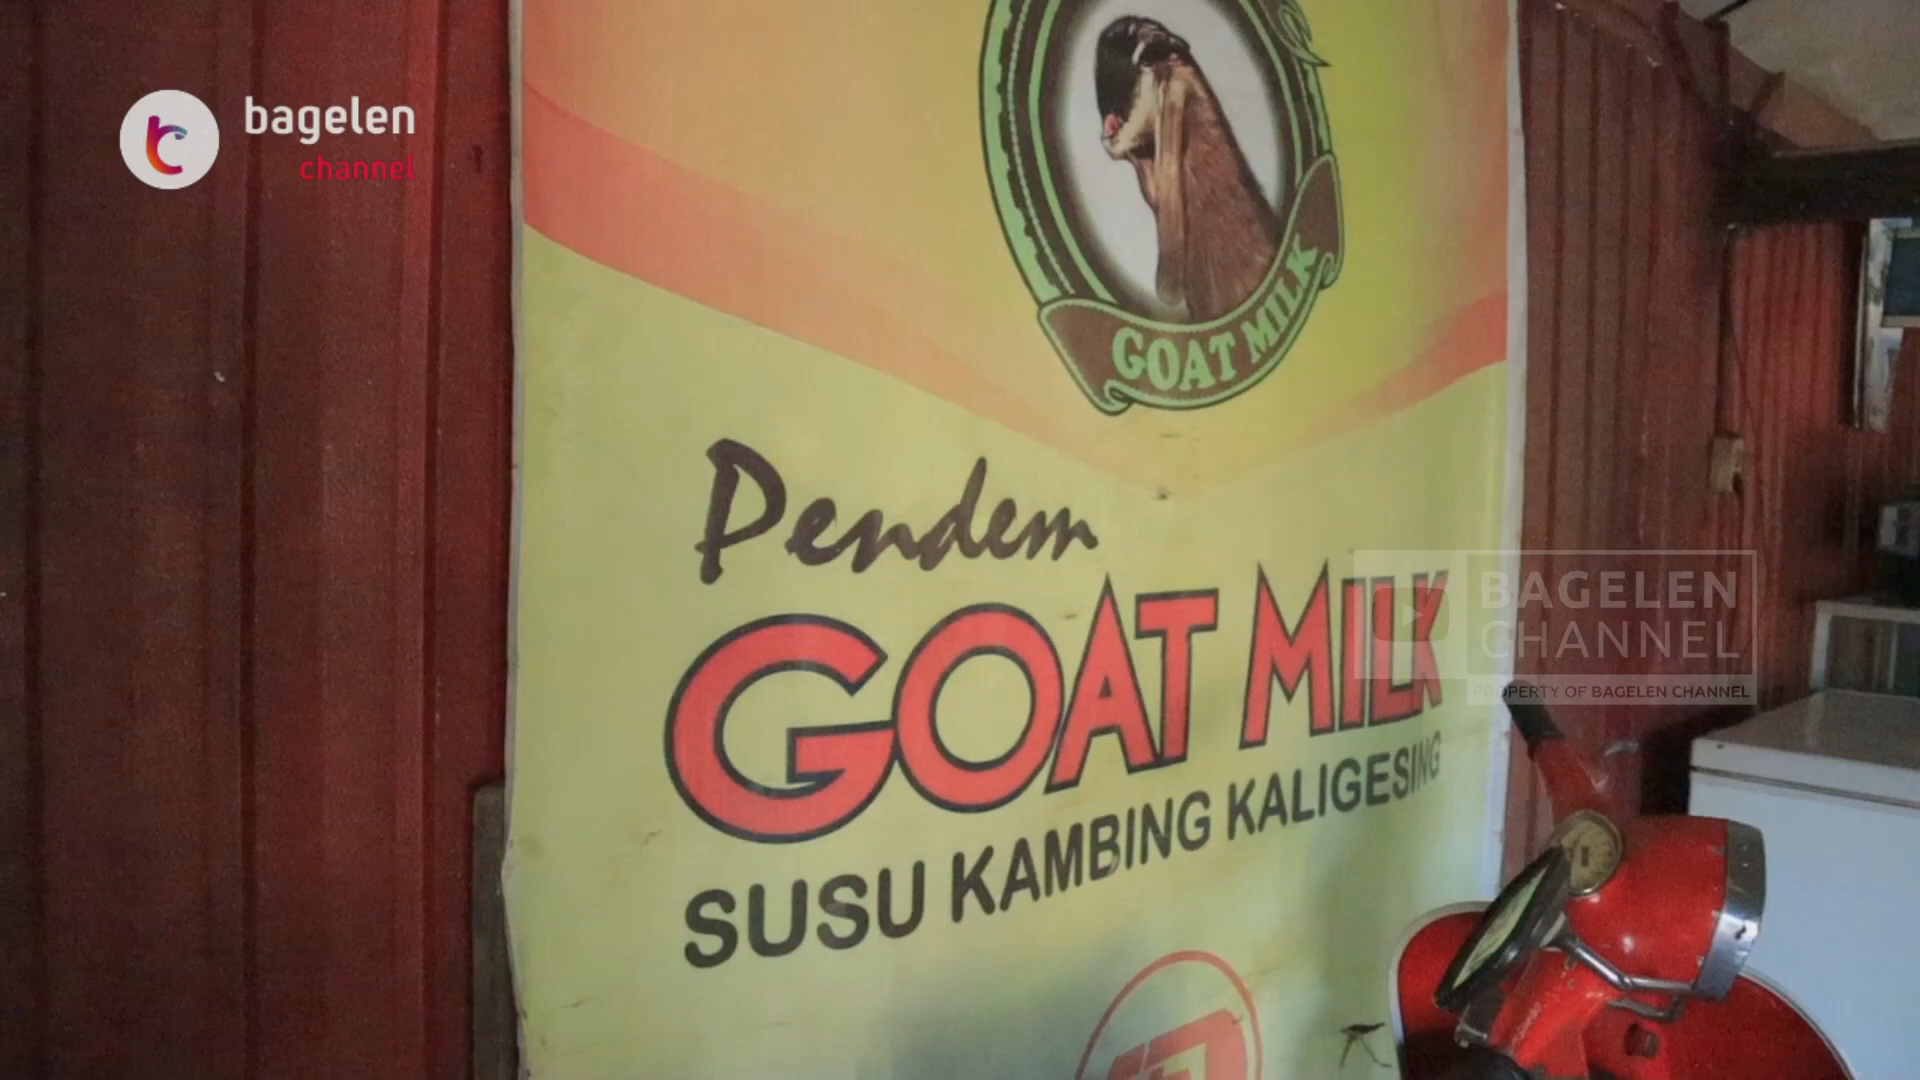 bagelen
channel
GOAT MILK
Pendem
GOAT MILK
SUSU KAMBING KALIGESING
BAGELEN
CHANNEL
PROPERTY OF BAGELEN CHANNEL